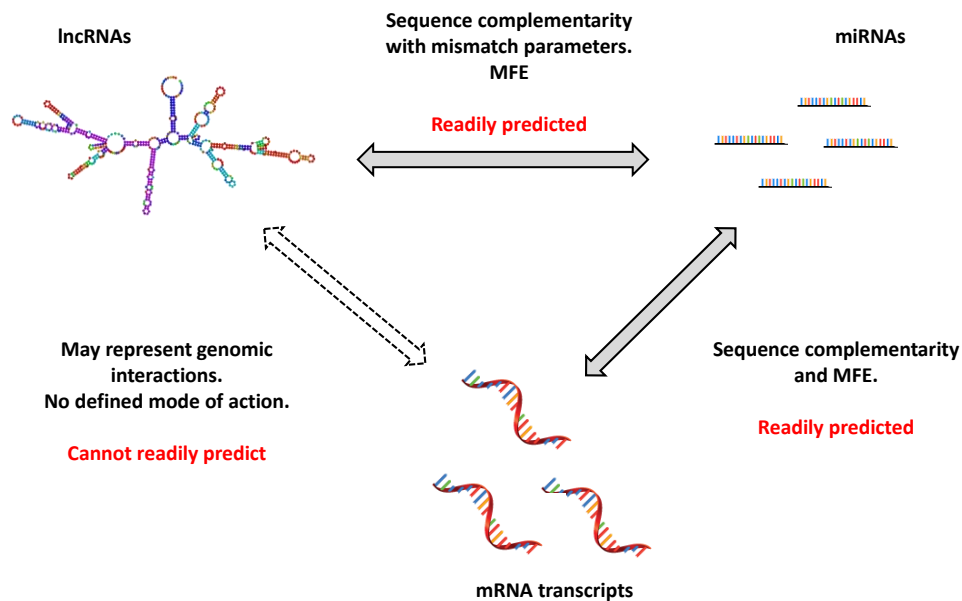 lncRNAs
Sequence complementarity
with mismatch parameters.
MFE
Readily predicted
miRNAs
May represent genomic
interactions.
No defined mode of action.
Cannot readily predict
Sequence complementarity
and MFE.
Readily predicted
mRNA transcripts